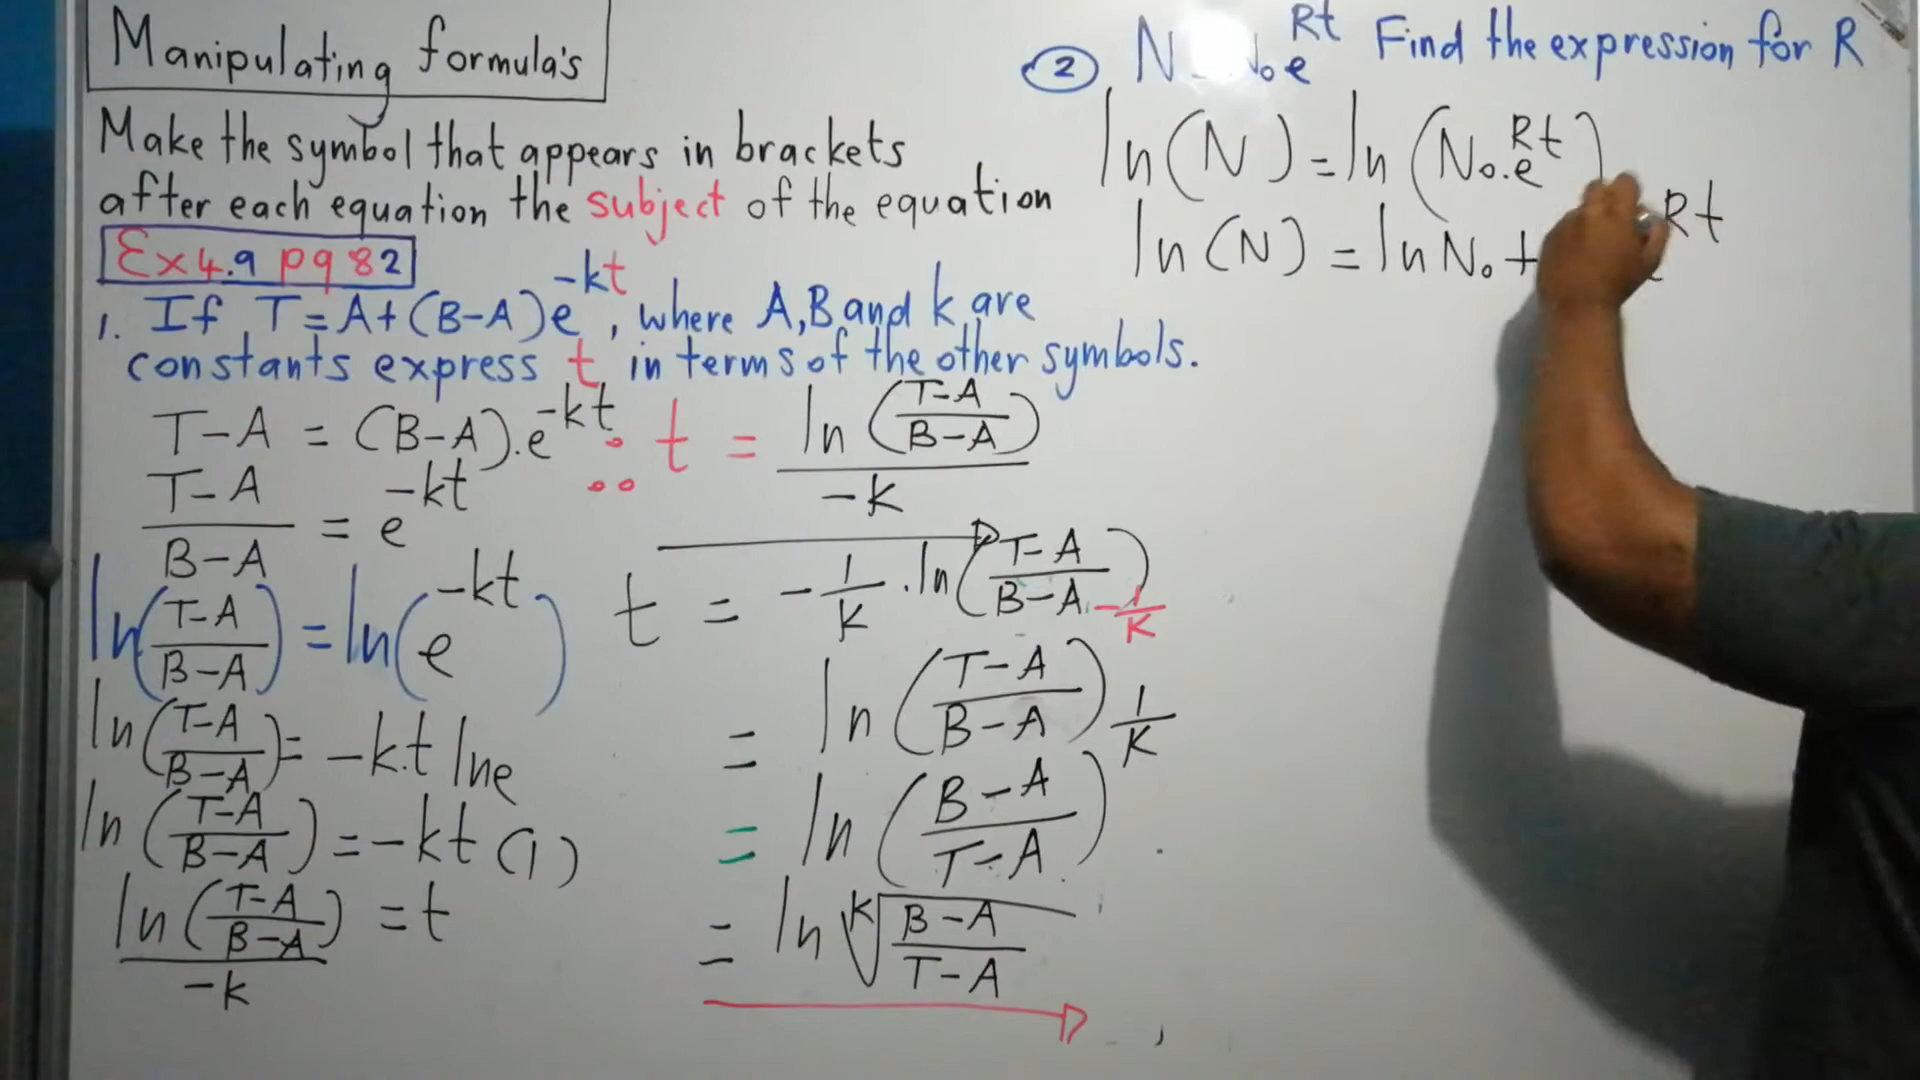 Manipulating formula's
Make the symbol that appears in brackets
after each equation the subject of the equation
Ex4.9 pg 82
1. If T=A+(B-A)e^-kt, where A,B and k are
constants express t in terms of the other symbols.
T-A = (B-A).e^-kt
T-A/B-A = e^-kt
ln(T-A/B-A) = ln(e^-kt)
ln(T-A/B-A) = -k.t lne
ln(T-A/B-A) = -kt(1)
ln(T-A/B-A)/-k = t
∴ t = ln(T-A/B-A)/-k
t = -1/k . ln(T-A/B-A)
= ln(T-A/B-A)^-1/k
= ln(B-A/T-A)^1/k
= ln ^k√B-A/T-A
2 N N₀e^Rt Find the expression for R
ln(N) = ln(N₀.e^Rt)
ln(N) = lnN₀ + Rt